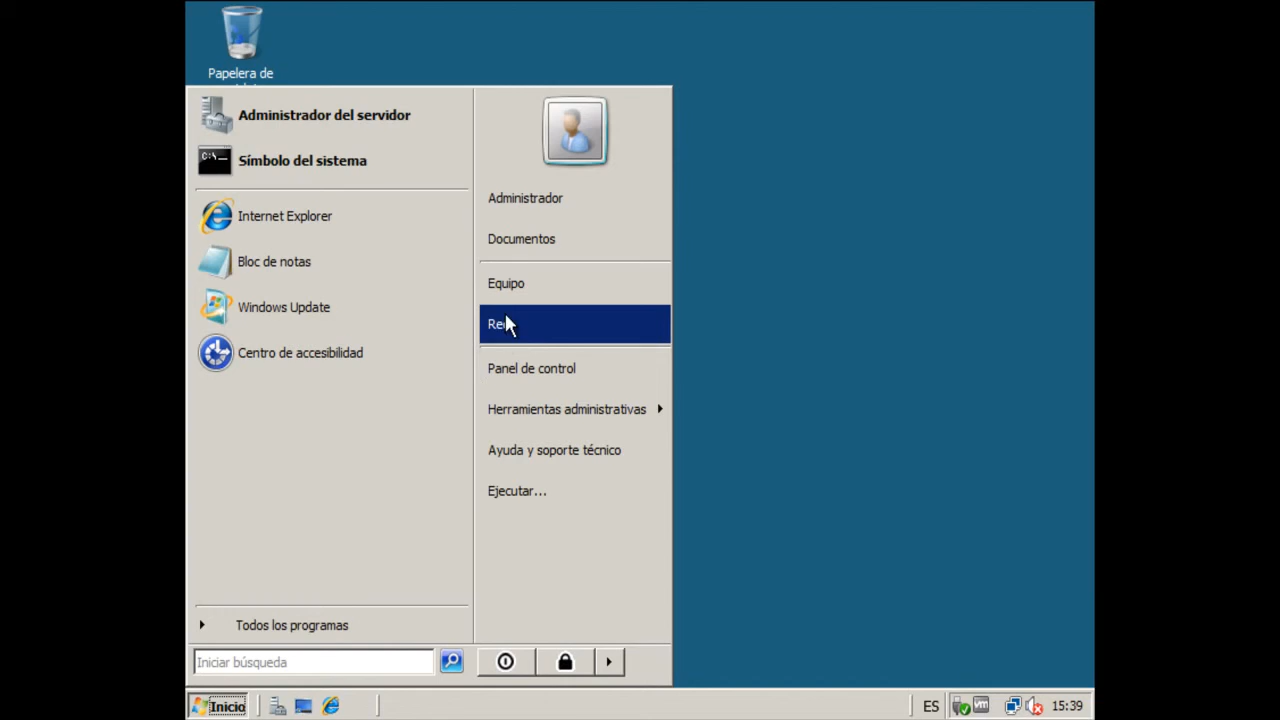 Papelera de
Administrador del servidor
Símbolo del sistema
Internet Explorer
Bloc de notas
Windows Update
Centro de accesibilidad
Todos los programas
Iniciar búsqueda
Administrador
Documentos
Equipo
Red
Panel de control
Herramientas administrativas
Ayuda y soporte técnico
Ejecutar...
Inicio
ES
vm
15:39